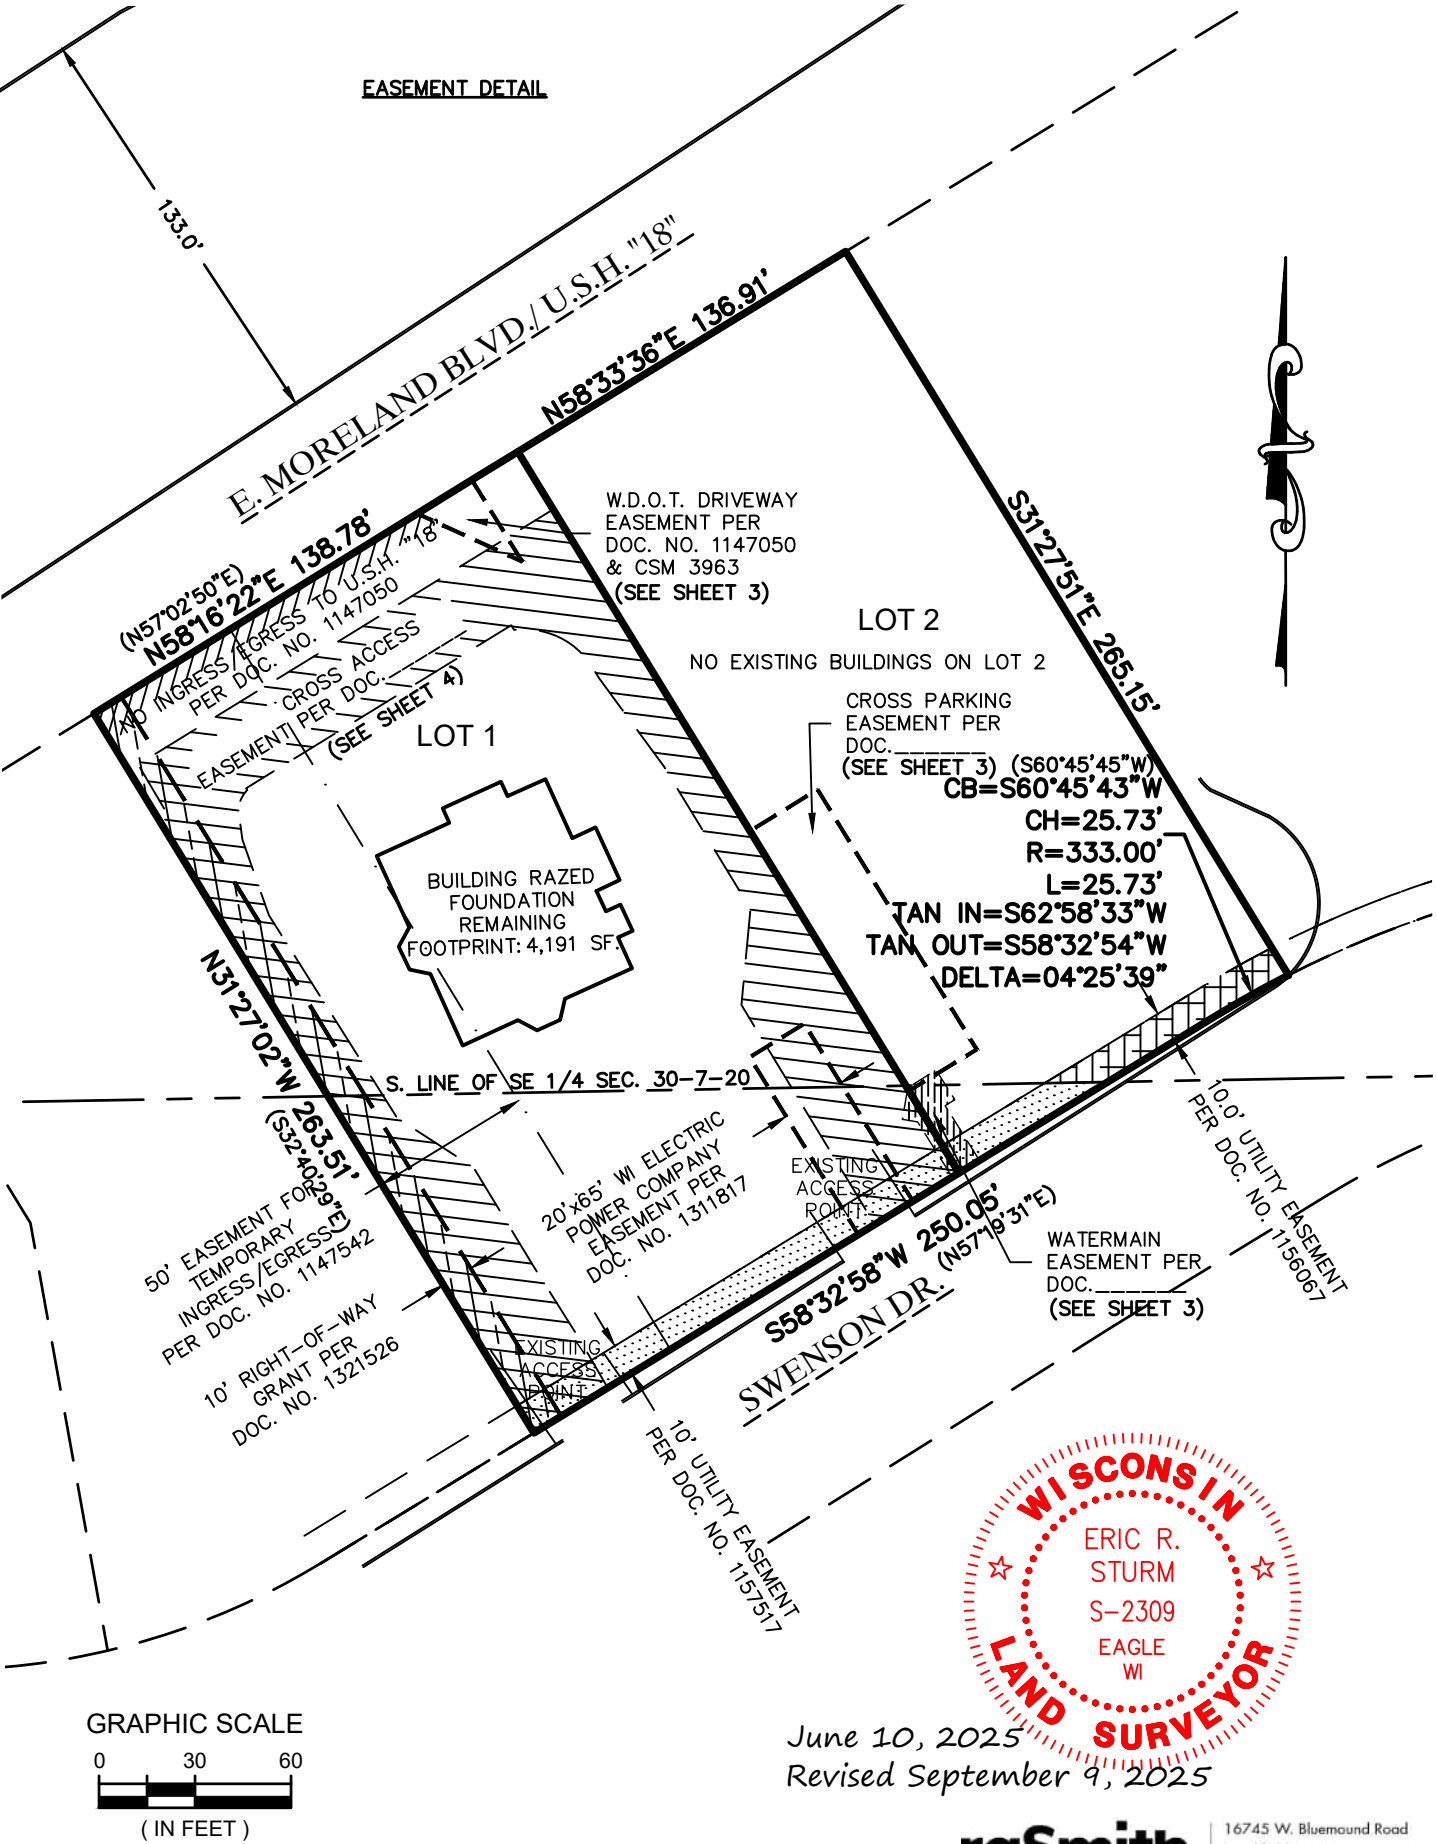 EASEMENT DETAIL
133.0'
E. MORELAND BLVD./ U.S.H. "18"
N58°33'36"E 136.91'
(N57°02'50"E)
N58°16'22"E 138.78'
NO INGRESS/EGRESS TO U.S.H. "18"
PER DOC. NO. 1147050
CROSS ACCESS
EASEMENT PER DOC.______
(SEE SHEET 4)
W.D.O.T. DRIVEWAY
EASEMENT PER
DOC. NO. 1147050
& CSM 3963
(SEE SHEET 3)
S31°27'51"E 265.15'
LOT 2
NO EXISTING BUILDINGS ON LOT 2
CROSS PARKING
EASEMENT PER
DOC.______
(SEE SHEET 3)
(S60°45'45"W)
CB=S60°45'43"W
CH=25.73'
R=333.00'
L=25.73'
TAN IN=S62°58'33"W
TAN OUT=S58°32'54"W
DELTA=04°25'39"
LOT 1
BUILDING RAZED
FOUNDATION
REMAINING
FOOTPRINT: 4,191 SF.
N31°27'02"W 263.51'
(S32°40'29"E)
S. LINE OF SE 1/4 SEC. 30-7-20
50' EASEMENT FOR
TEMPORARY
INGRESS/EGRESS
PER DOC. NO. 1147542
10' RIGHT-OF-WAY
GRANT PER
DOC. NO. 1321526
20'x65' WI ELECTRIC
POWER COMPANY
EASEMENT PER
DOC. NO. 1311817
EXISTING
ACCESS
POINT
EXISTING
ACCESS
POINT
S58°32'58"W 250.05'
(N57°19'31"E)
SWENSON DR.
WATERMAIN
EASEMENT PER
DOC.______
(SEE SHEET 3)
10.0' UTILITY EASEMENT
PER DOC. NO. 1156067
10' UTILITY EASEMENT
PER DOC. NO. 1157517
WISCONSIN
ERIC R.
STURM
S-2309
EAGLE
WI
LAND SURVEYOR
June 10, 2025
Revised September 9, 2025
GRAPHIC SCALE
0 30 60
( IN FEET )
raSmith
16745 W. Bluemound Road